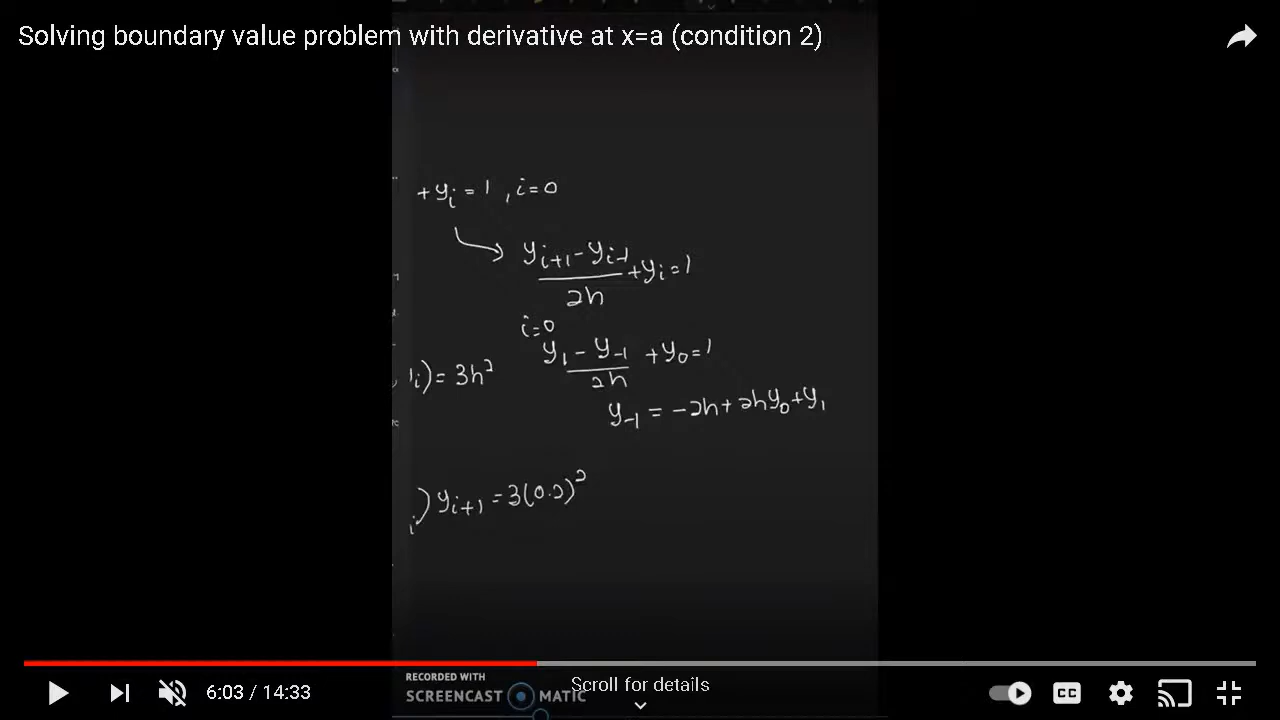 Solving boundary value problem with derivative at x=a (condition 2)
+yᵢ = 1 , i=0
(yᵢ₊₁ - yᵢ₋₁)/2h + yᵢ = 1
i=0
(y₁ - y₋₁)/2h + y₀ = 1
i) = 3h²
y₋₁ = -2h + 2hy₀ + y₁
i) yᵢ₊₁ = 3(0.2)²
RECORDED WITH
SCREENCAST MATIC
Scroll for details
6:03 / 14:33
CC